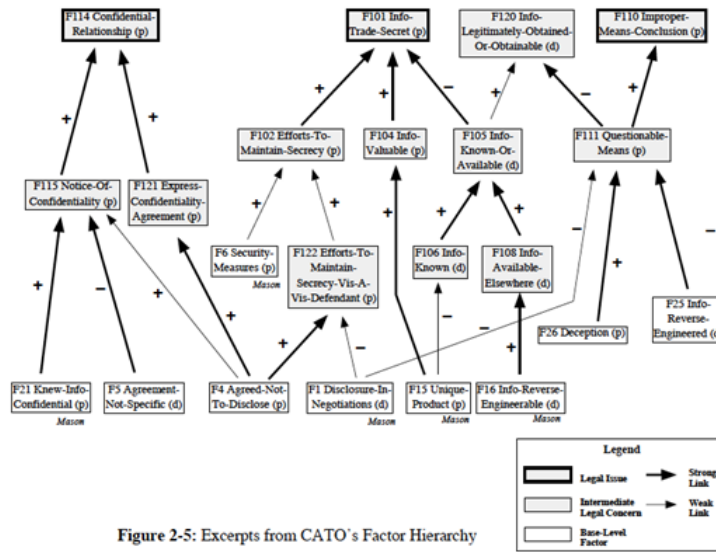 F114 Confidential-
Relationship (p)
F101 Info-
Trade-Secret (p)
F120 Info-
Legitimately-Obtained-
Or-Obtainable (d)
F110 Improper-
Means-Conclusion (p)
+
+
+
+
−
+
−
+
F102 Efforts-To-
Maintain-Secrecy (p)
F104 Info-
Valuable (p)
F105 Info-
Known-Or-
Available (d)
F111 Questionable-
Means (p)
F115 Notice-Of-
Confidentiality (p)
F121 Express-
Confidentiality-
Agreement (p)
+
+
+
+
+
−
+
−
F6 Security-
Measures (p)
Mason
F122 Efforts-To-
Maintain-
Secrecy-Vis-A-
Vis-Defendant (p)
F106 Info-
Known (d)
F108 Info-
Available-
Elsewhere (d)
F26 Deception (p)
F25 Info-
Reverse-
+
−
+
+
+
−
−
+
F21 Knew-Info-
Confidential (p)
Mason
F5 Agreement-
Not-Specific (d)
F4 Agreed-Not-
To-Disclose (p)
F1 Disclosure-In-
Negotiations (d)
Mason
F15 Unique-
Product (p)
Mason
F16 Info-Reverse-
Engineerable (d)
Mason
Legend
Legal Issue
Intermediate
Legal Concern
Base-Level
Factor
Link
Weak
Link
Figure 2-5: Excerpts from CATO`s Factor Hierarchy